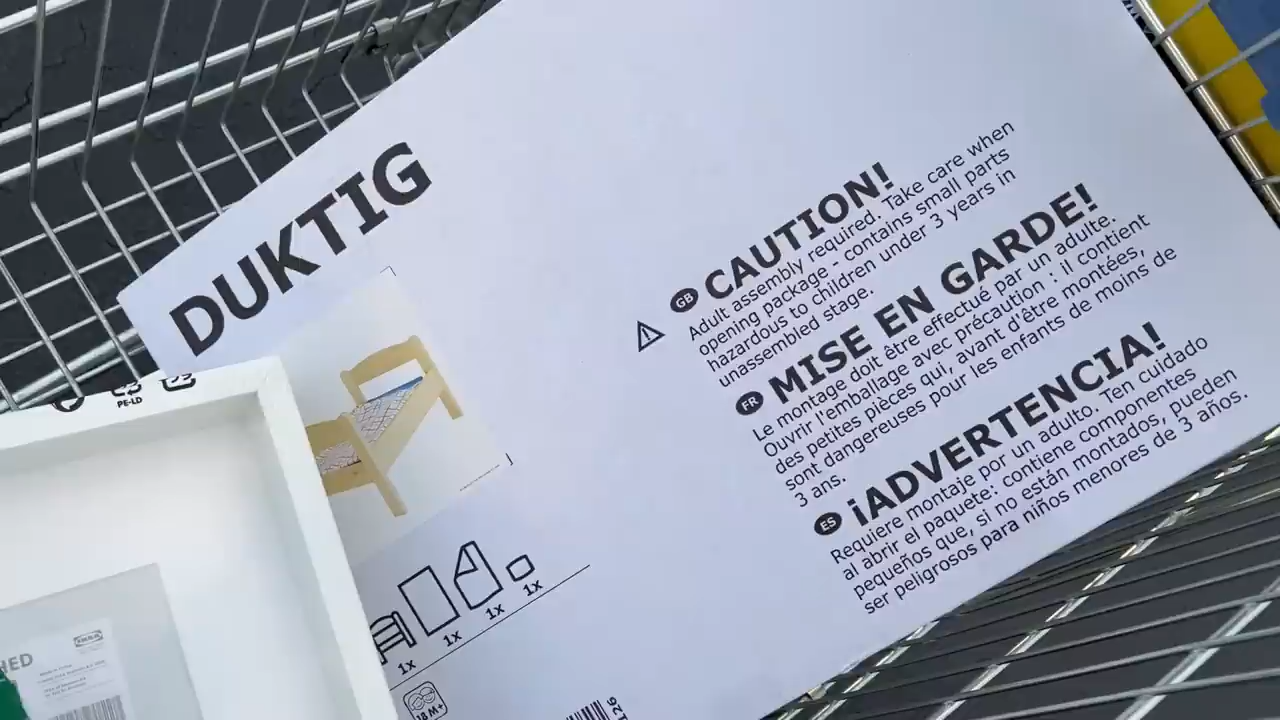 DUKTIG
GB CAUTION!
Adult assembly required. Take care when
opening package - contains small parts
hazardous to children under 3 years in
unassembled stage.
FR MISE EN GARDE!
Le montage doit être effectué par un adulte.
Ouvrir l'emballage avec précaution : il contient
des petites pièces qui, avant d'être montées,
sont dangereuses pour les enfants de moins de
3 ans.
ES ¡ADVERTENCIA!
Requiere montaje por un adulto. Ten cuidado
al abrir el paquete: contiene componentes
pequeños que, si no están montados, pueden
ser peligrosos para niños menores de 3 años.
1x 1x 1x 1x
18M+
PE-LD
IKEA
HED